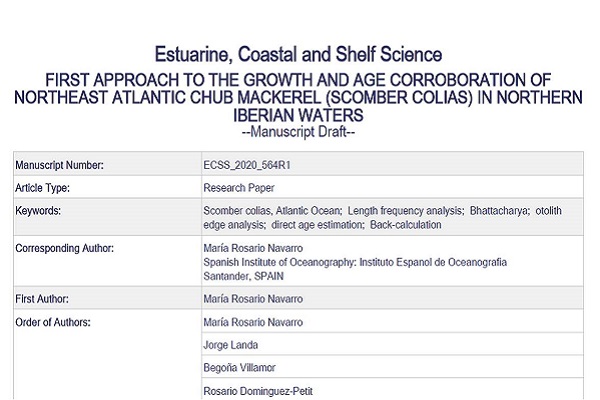 Estuarine, Coastal and Shelf Science
FIRST APPROACH TO THE GROWTH AND AGE CORROBORATION OF
NORTHEAST ATLANTIC CHUB MACKEREL (SCOMBER COLIAS) IN NORTHERN
IBERIAN WATERS
--Manuscript Draft--
Manuscript Number: ECSS_2020_564R1
Article Type: Research Paper
Keywords: Scomber colias, Atlantic Ocean; Length frequency analysis; Bhattacharya; otolith
edge analysis; direct age estimation; Back-calculation
Corresponding Author: María Rosario Navarro
Spanish Institute of Oceanography: Instituto Espanol de Oceanografia
Santander, SPAIN
First Author: María Rosario Navarro
Order of Authors: María Rosario Navarro
Jorge Landa
Begoña Villamor
Rosario Dominguez-Petit